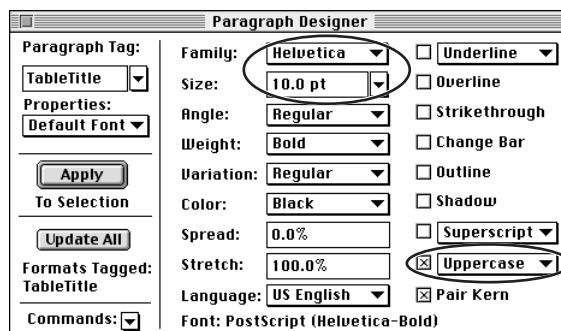 Paragraph Designer
Paragraph Tag:
TableTitle
Properties:
Default Font
Apply
To Selection
Update All
Formats Tagged:
TableTitle
Commands:
Family: Helvetica
Size: 10.0 pt
Angle: Regular
Weight: Bold
Variation: Regular
Color: Black
Spread: 0.0%
Stretch: 100.0%
Language: US English
Font: PostScript (Helvetica-Bold)
Underline
Overline
Strikethrough
Change Bar
Outline
Shadow
Superscript
Uppercase
Pair Kern